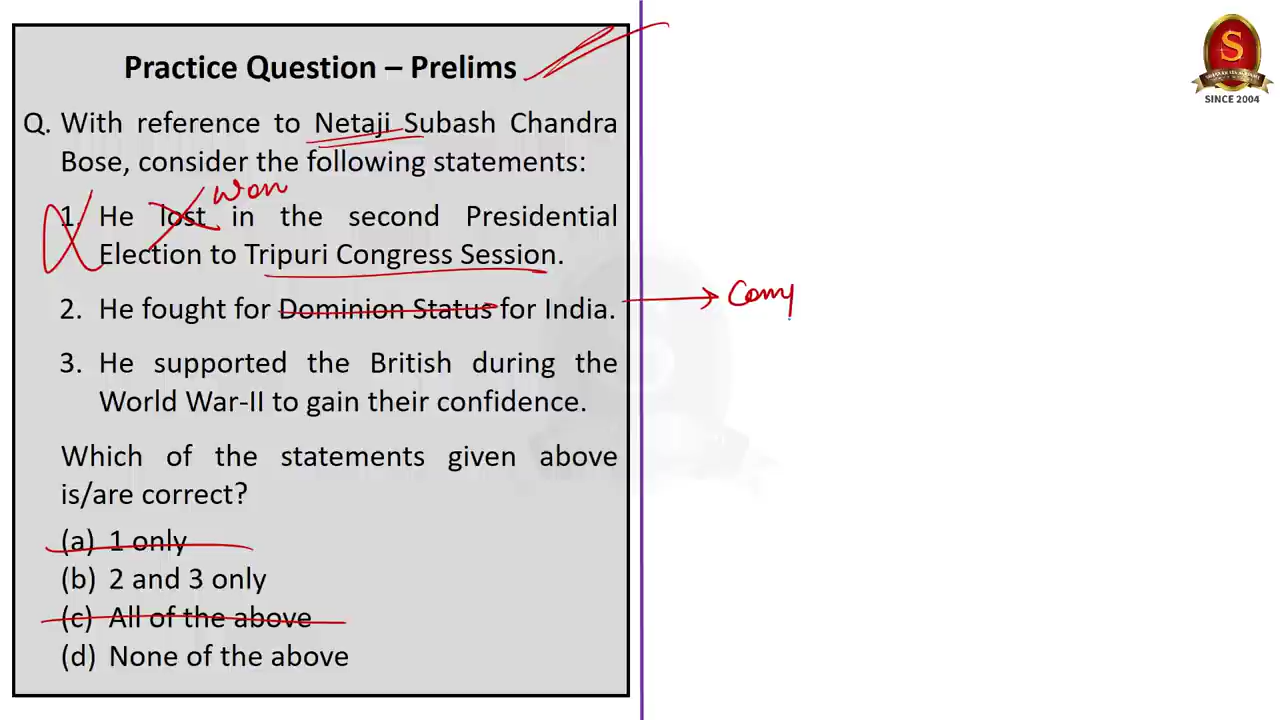 Practice Question – Prelims
Q. With reference to Netaji Subash Chandra
Bose, consider the following statements:
won
1. He lost in the second Presidential
Election to Tripuri Congress Session.
2. He fought for Dominion Status for India. → Comp
3. He supported the British during the
World War-II to gain their confidence.
Which of the statements given above
is/are correct?
(a) 1 only
(b) 2 and 3 only
(c) All of the above
(d) None of the above
S
SINCE 2004